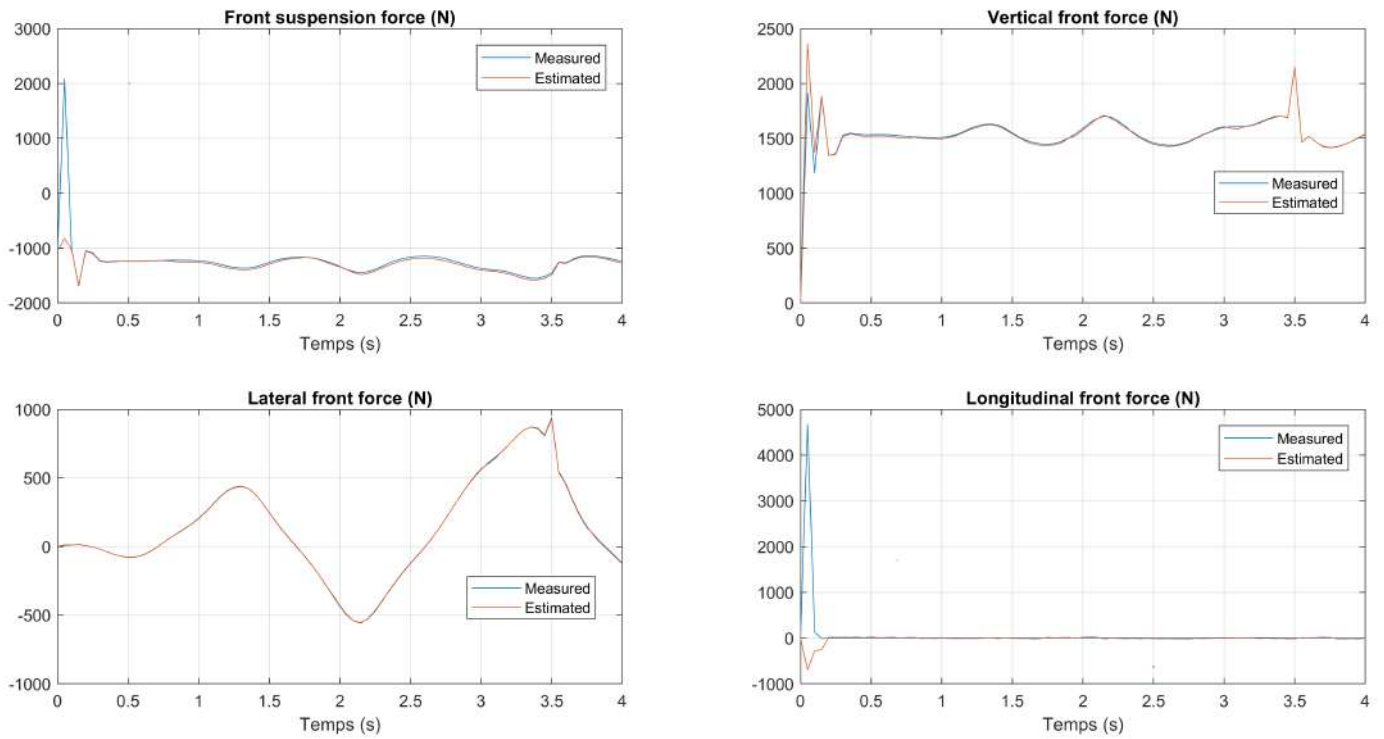 Front suspension force (N)
3000
2000
1000
0
-1000
-2000
Measured
Estimated
0 0.5 1 1.5 2 2.5 3 3.5 4
Temps (s)
Vertical front force (N)
2500
2000
1500
1000
500
0
Measured
Estimated
0 0.5 1 1.5 2 2.5 3 3.5 4
Temps (s)
Lateral front force (N)
1000
500
0
-500
-1000
Measured
Estimated
0 0.5 1 1.5 2 2.5 3 3.5 4
Temps (s)
Longitudinal front force (N)
5000
4000
3000
2000
1000
0
-1000
Measured
Estimated
0 0.5 1 1.5 2 2.5 3 3.5 4
Temps (s)